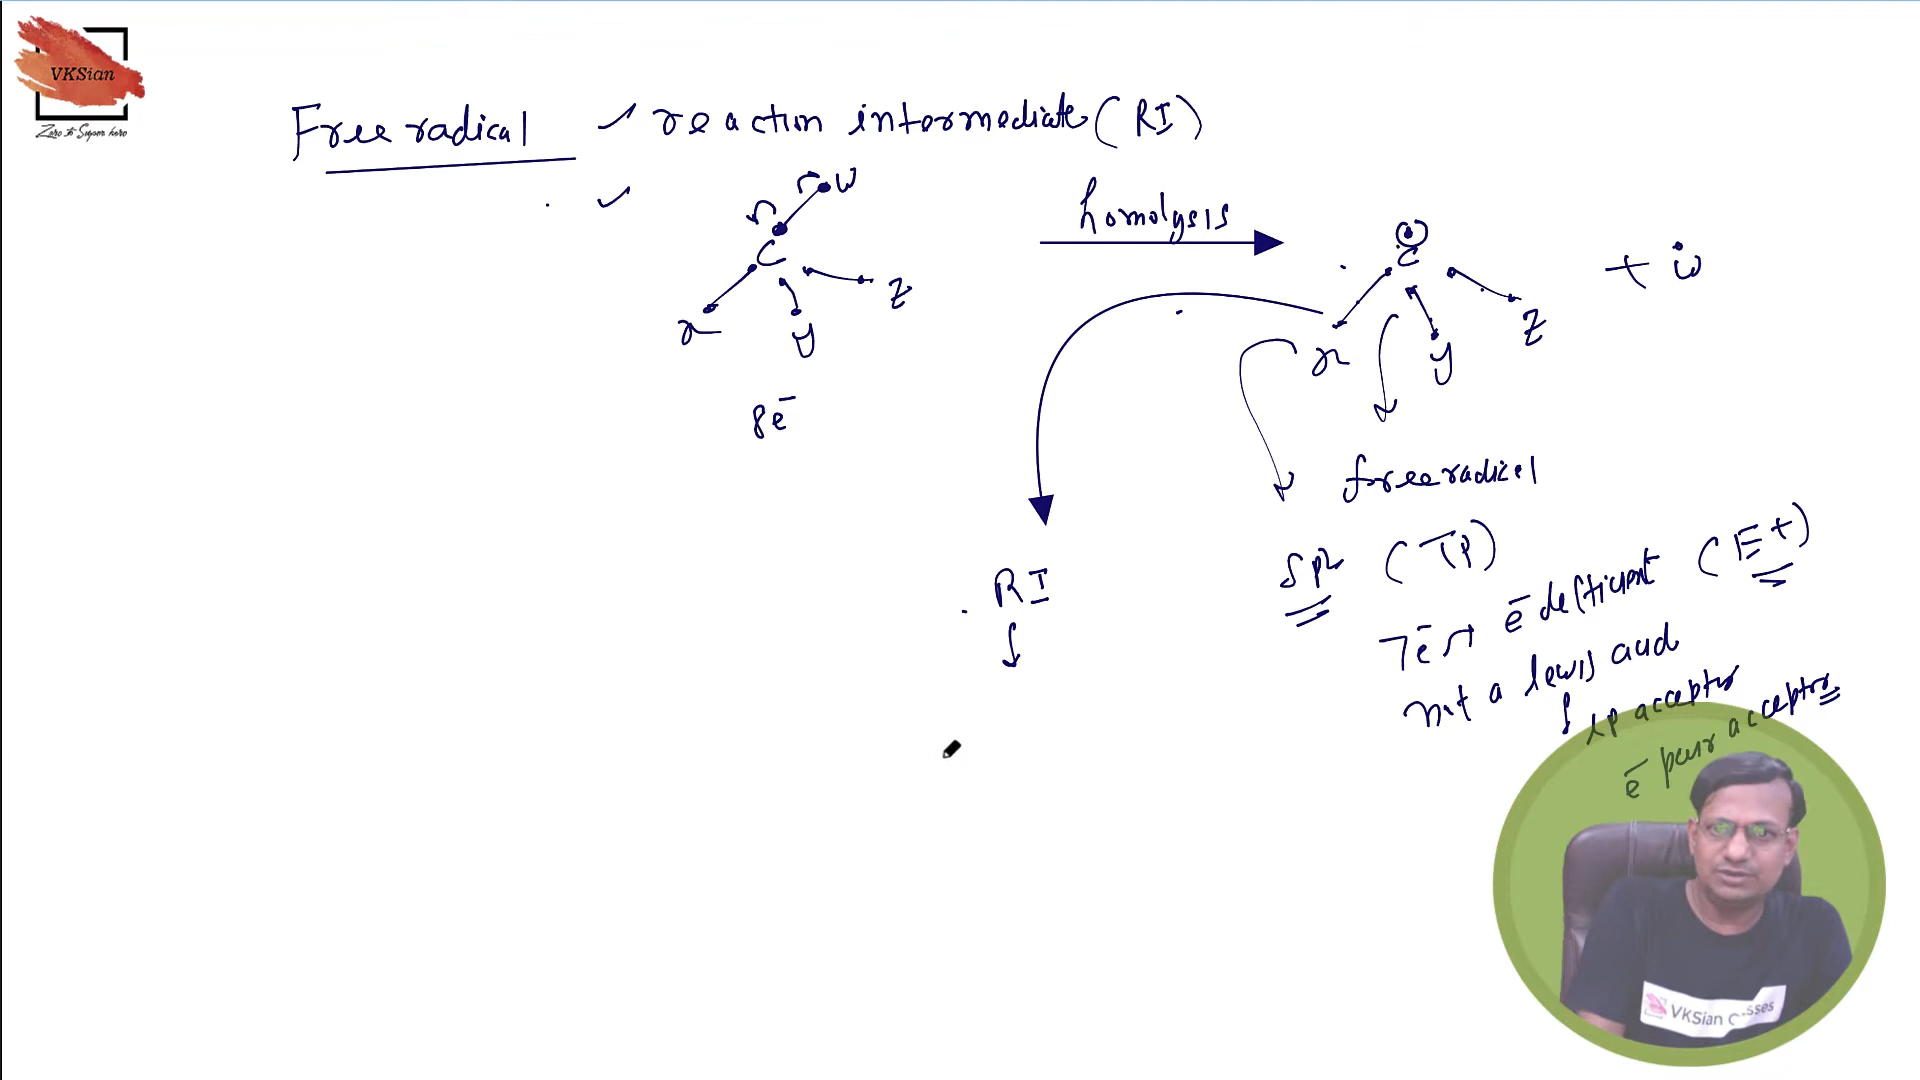 VKSian
Zero to Super hero
Free radical ✓ reaction intermediate (RI)
✓
W
C
x y z
8e⁻
homolysis
C
x y z
+ ẇ
free radical
RI
sp² (TP)
7e⁻ → e⁻ deficient (E+)
not a lewis acid
lp acceptor
e⁻ pair acceptor
VKSian C
sses